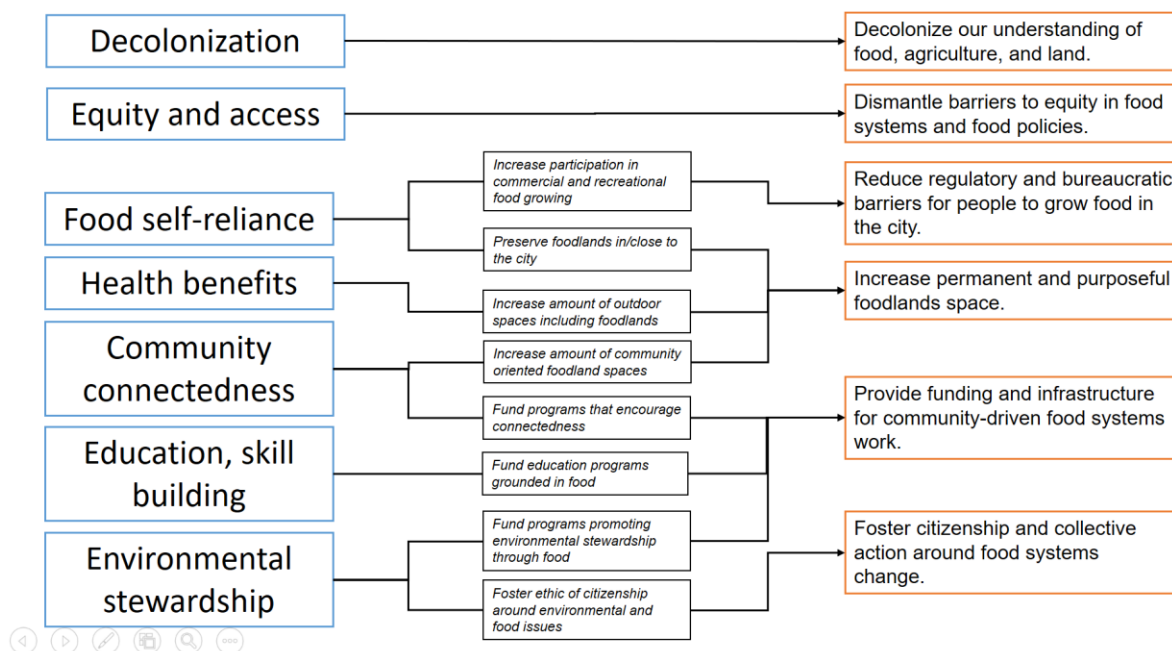 Decolonization
Decolonize our understanding of
food, agriculture, and land.
Equity and access
Dismantle barriers to equity in food
systems and food policies.
Food self-reliance
Increase participation in
commercial and recreational
food growing
Reduce regulatory and bureaucratic
barriers for people to grow food in
the city.
Preserve foodlands in/close to
the city
Health benefits
Increase amount of outdoor
spaces including foodlands
Increase permanent and purposeful
foodlands space.
Community
connectedness
Increase amount of community
oriented foodland spaces
Fund programs that encourage
connectedness
Provide funding and infrastructure
for community-driven food systems
work.
Education, skill
building
Fund education programs
grounded in food
Environmental
stewardship
Fund programs promoting
environmental stewardship
through food
Foster ethic of citizenship
around environmental and
food issues
Foster citizenship and collective
action around food systems
change.